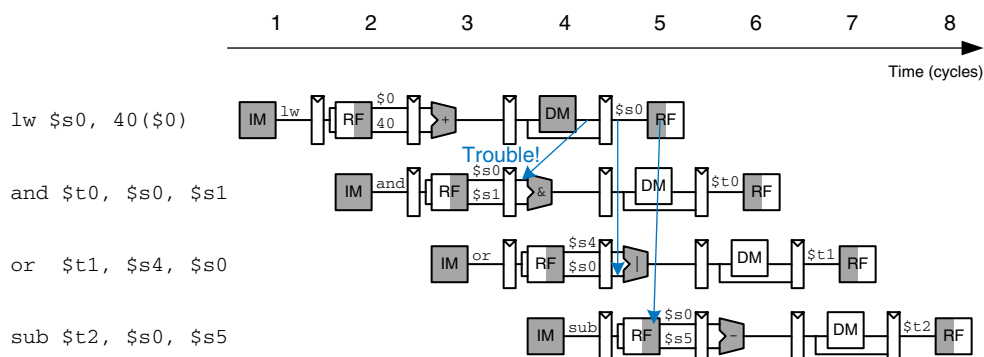 1 2 3 4 5 6 7 8
Time (cycles)
lw $s0, 40($0)
IM lw RF $0 40 + DM $s0 RF
Trouble!
and $t0, $s0, $s1
IM and RF $s0 $s1 & DM $t0 RF
or $t1, $s4, $s0
IM or RF $s4 $s0 | DM $t1 RF
sub $t2, $s0, $s5
IM sub RF $s0 $s5 - DM $t2 RF